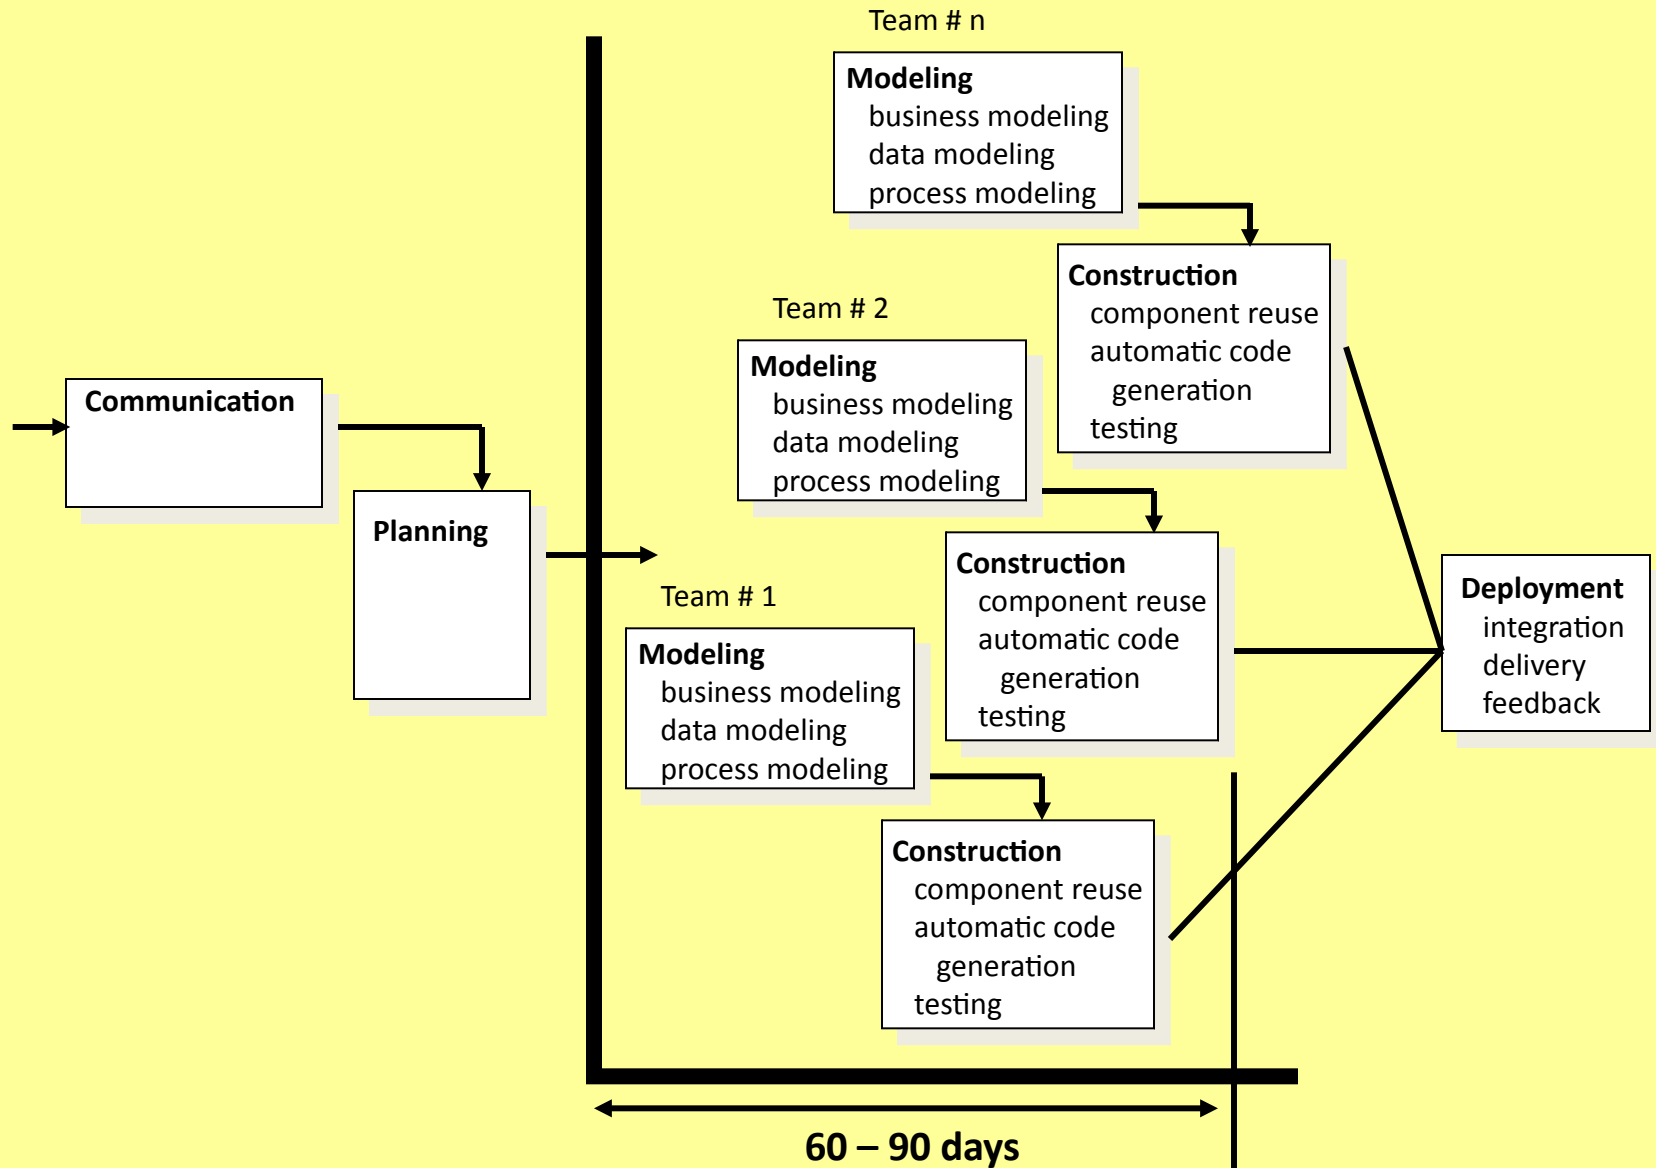 Team # n
Modeling
business modeling
data modeling
process modeling
Construction
component reuse
automatic code
generation
testing
Team # 2
Modeling
business modeling
data modeling
process modeling
Communication
Planning
Construction
component reuse
automatic code
generation
testing
Team # 1
Modeling
business modeling
data modeling
process modeling
Deployment
integration
delivery
feedback
Construction
component reuse
automatic code
generation
testing
60 – 90 days